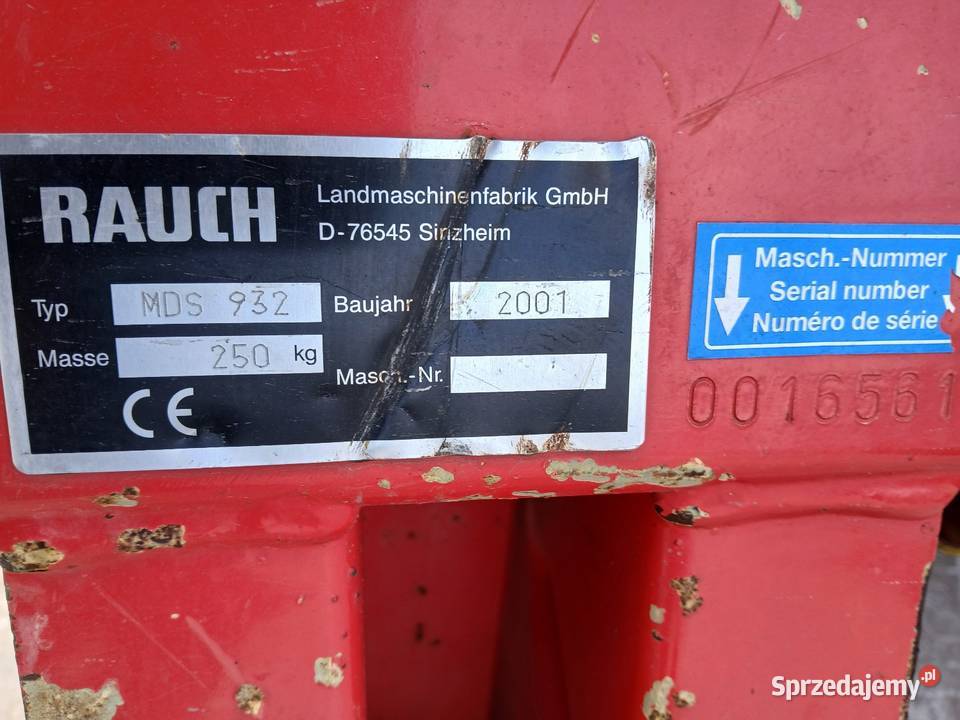 RAUCH
Landmaschinenfabrik GmbH
D-76545 Sinzheim
Typ MDS 932
Baujahr 2001
Masse 250 kg
Masch.-Nr.
CE
Masch.-Nummer
Serial number
Numéro de série
0016561
Sprzedajemy.pl